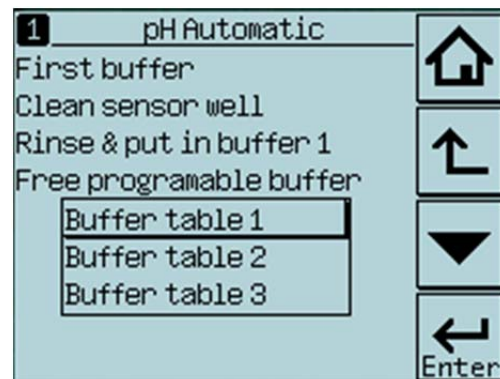 1 pH Automatic
First buffer
Clean sensor well
Rinse & put in buffer 1
Free programable buffer
Buffer table 1
Buffer table 2
Buffer table 3
Enter